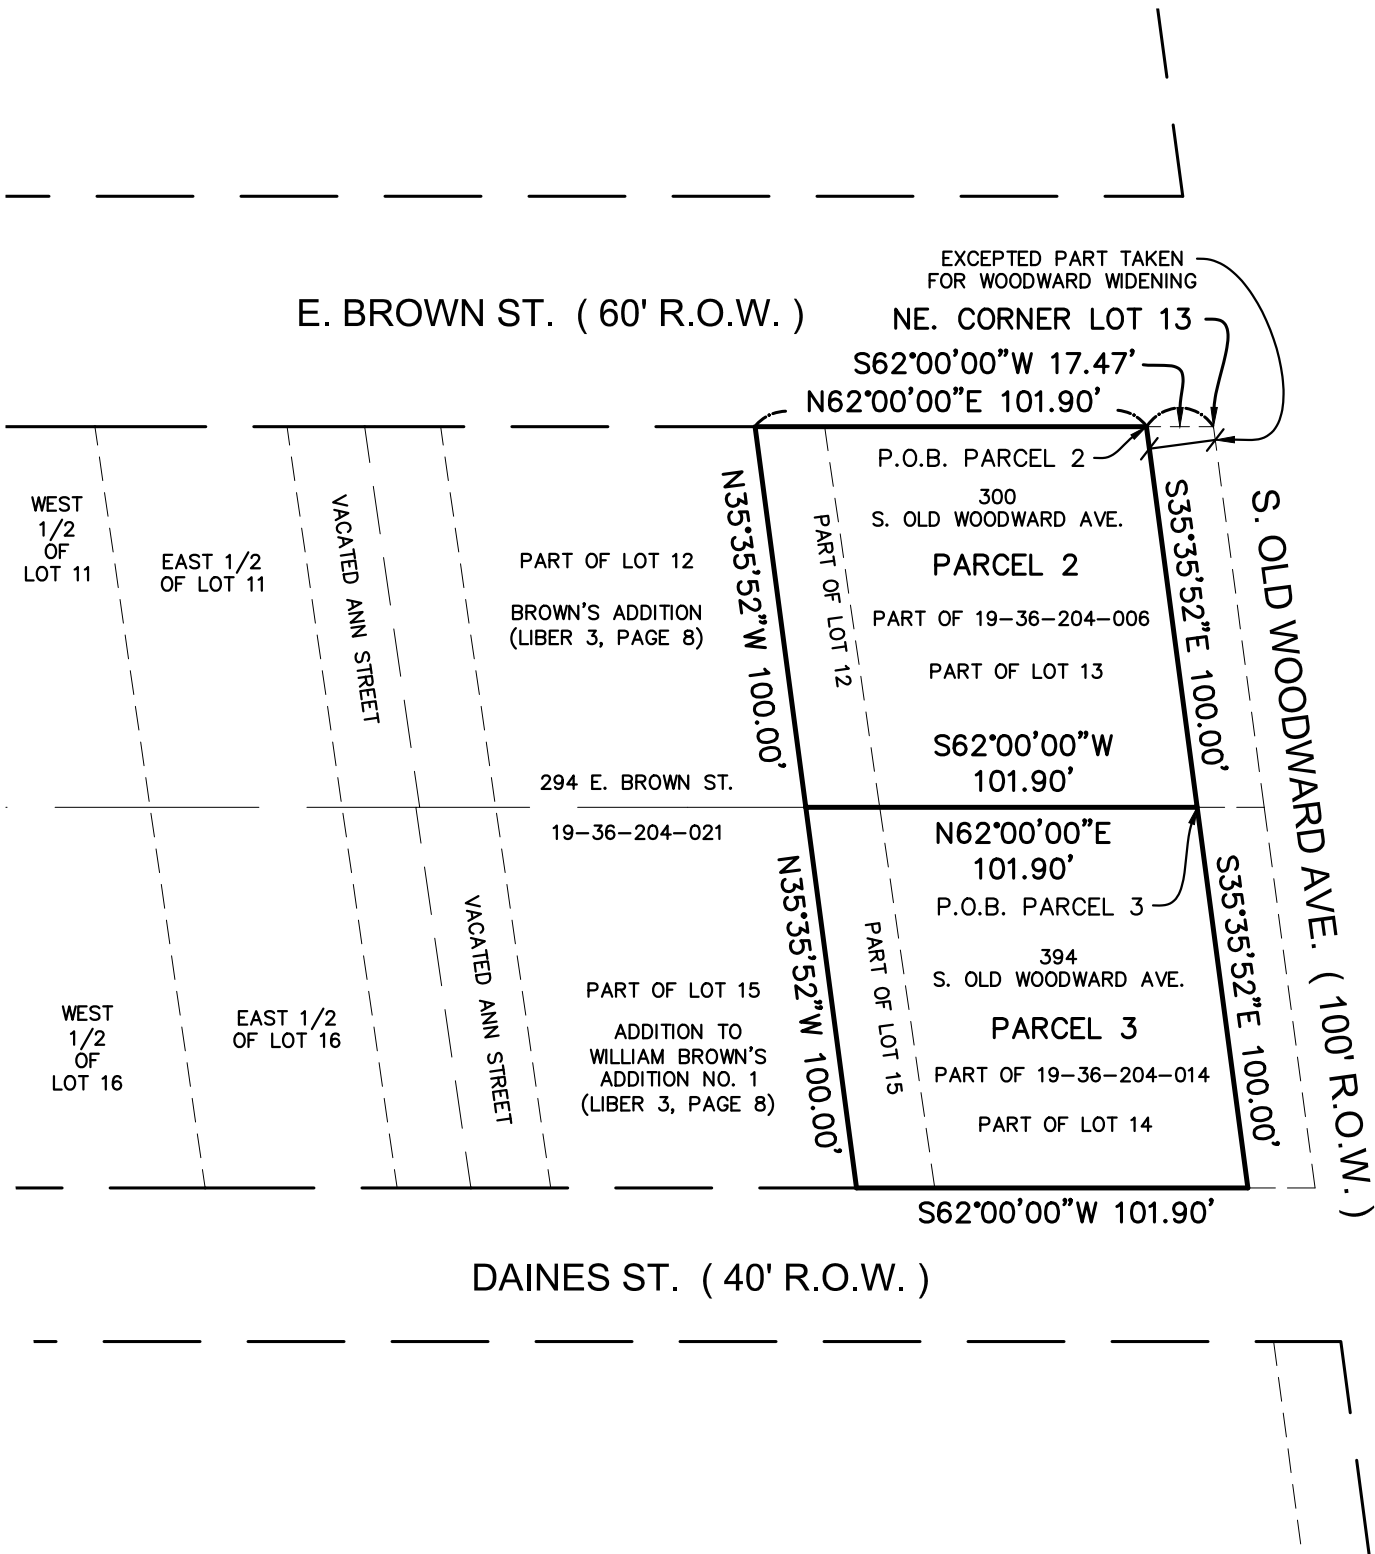 EXCEPTED PART TAKEN
FOR WOODWARD WIDENING
E. BROWN ST. ( 60' R.O.W. )
NE. CORNER LOT 13
S62°00'00"W 17.47'
N62°00'00"E 101.90'
P.O.B. PARCEL 2
300
S. OLD WOODWARD AVE.
PARCEL 2
PART OF 19-36-204-006
PART OF LOT 13
S62°00'00"W
101.90'
N35°35'52"W 100.00'
PART OF LOT 12
S35°35'52"E 100.00'
S. OLD WOODWARD AVE. ( 100' R.O.W. )
WEST
1/2
OF
LOT 11
EAST 1/2
OF LOT 11
VACATED ANN STREET
PART OF LOT 12
BROWN'S ADDITION
(LIBER 3, PAGE 8)
294 E. BROWN ST.
19-36-204-021
N62°00'00"E
101.90'
P.O.B. PARCEL 3
394
S. OLD WOODWARD AVE.
PARCEL 3
PART OF 19-36-204-014
PART OF LOT 14
N35°35'52"W 100.00'
PART OF LOT 15
S35°35'52"E 100.00'
WEST
1/2
OF
LOT 16
EAST 1/2
OF LOT 16
VACATED ANN STREET
PART OF LOT 15
ADDITION TO
WILLIAM BROWN'S
ADDITION NO. 1
(LIBER 3, PAGE 8)
S62°00'00"W 101.90'
DAINES ST. ( 40' R.O.W. )